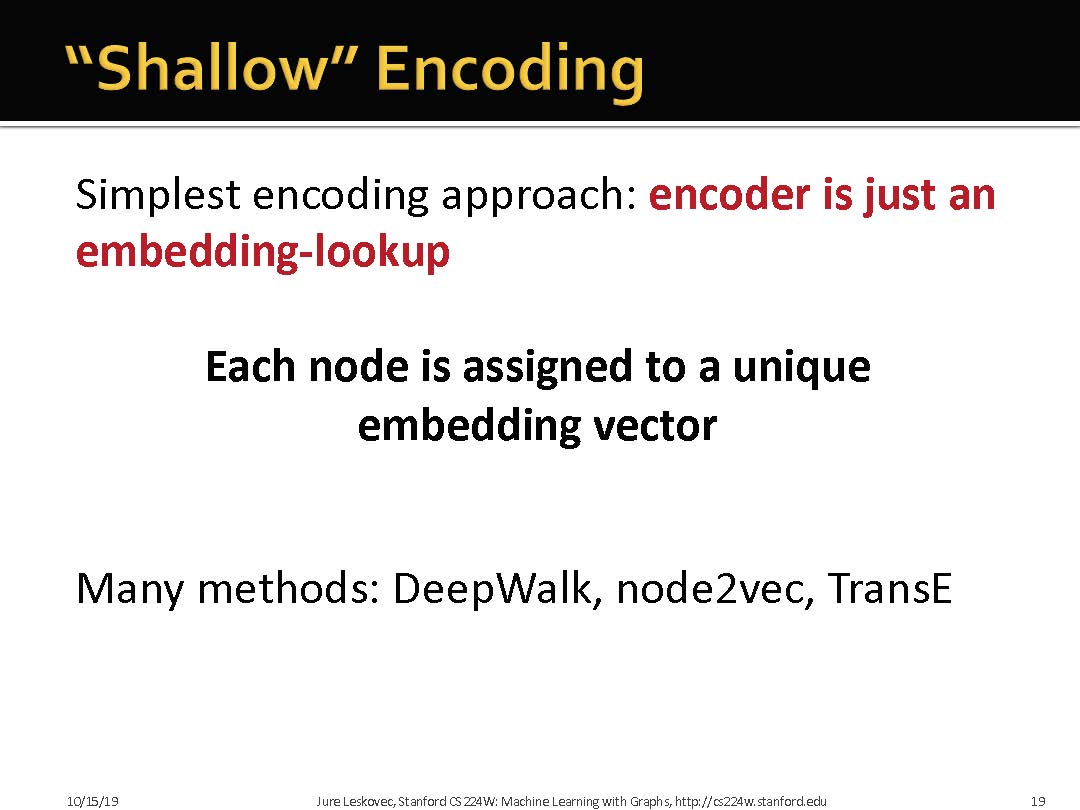 “Shallow” Encoding
Simplest encoding approach: encoder is just an
embedding-lookup
Each node is assigned to a unique
embedding vector
Many methods: DeepWalk, node2vec, TransE
10/15/19
Jure Leskovec, Stanford CS224W: Machine Learning with Graphs, http://cs224w.stanford.edu
19